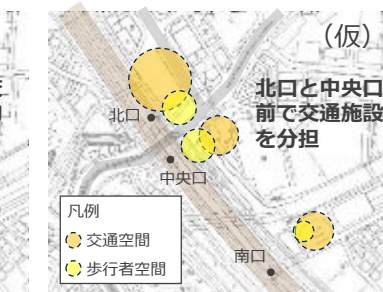 （仮）
北口と中央口
前で交通施設
を分担
北口
中央口
凡例
交通空間
歩行者空間
南口